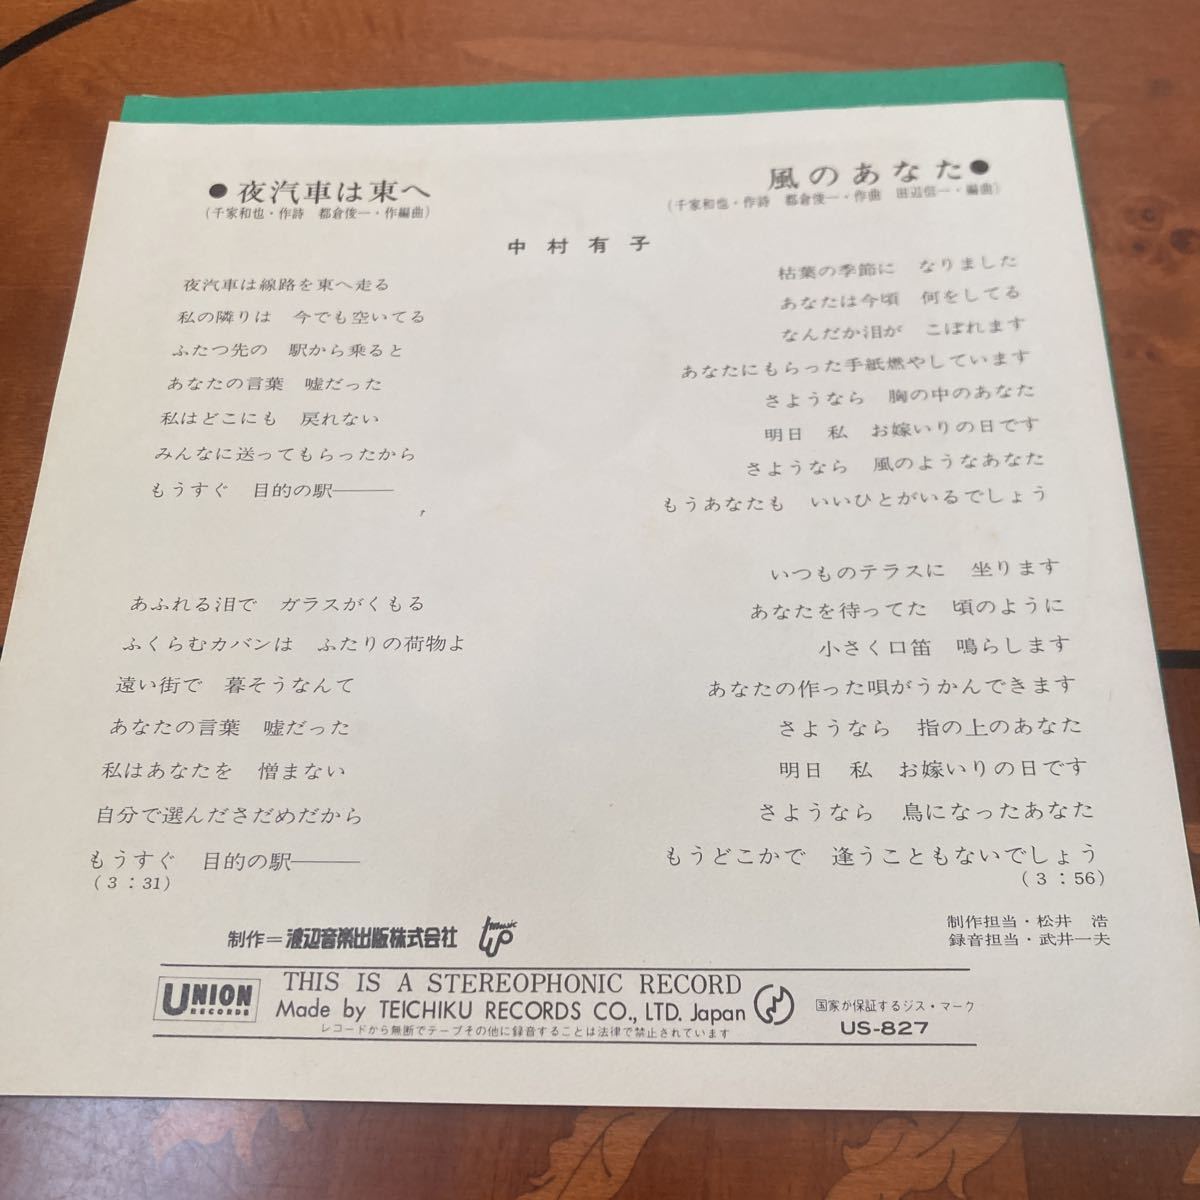 ●夜汽車は東へ
(千家和也・作詩　都倉俊一・作編曲)
風のあなた●
(千家和也・作詩　都倉俊一・作曲　田辺信一・編曲)
中村有子
夜汽車は線路を東へ走る
私の隣りは　今でも空いてる
ふたつ先の　駅から乗ると
あなたの言葉　嘘だった
私はどこにも　戻れない
みんなに送ってもらったから
もうすぐ　目的の駅───
あふれる泪で　ガラスがくもる
ふくらむカバンは　ふたりの荷物よ
遠い街で　暮そうなんて
あなたの言葉　嘘だった
私はあなたを　憎まない
自分で選んださだめだから
もうすぐ　目的の駅───
(3：31)
枯葉の季節に　なりました
あなたは今頃　何をしてる
なんだか泪が　こぼれます
あなたにもらった手紙燃やしています
さようなら　胸の中のあなた
明日　私　お嫁いりの日です
さようなら　風のようなあなた
もうあなたも　いいひとがいるでしょう
いつものテラスに　坐ります
あなたを待ってた　頃のように
小さく口笛　鳴らします
あなたの作った唄がうかんできます
さようなら　指の上のあなた
明日　私　お嫁いりの日です
さようなら　鳥になったあなた
もうどこかで　逢うこともないでしょう
(3：56)
制作担当・松井　浩
録音担当・武井一夫
制作＝渡辺音楽出版株式会社
music
UNION
RECORDS
THIS IS A STEREOPHONIC RECORD
Made by TEICHIKU RECORDS CO., LTD. Japan
レコードから無断でテープその他に録音することは法律で禁止されています
国家が保証するジス・マーク
US-827